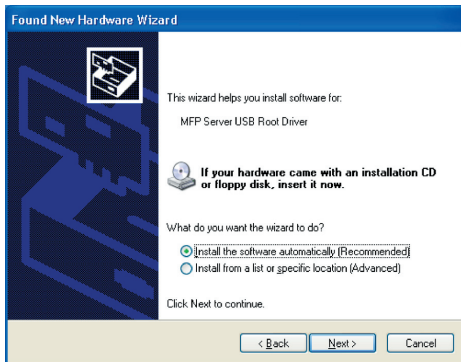 Found New Hardware Wizard
This wizard helps you install software for:
MFP Server USB Root Driver
If your hardware came with an installation CD
or floppy disk, insert it now.
What do you want the wizard to do?
Install the software automatically (Recommended)
Install from a list or specific location (Advanced)
Click Next to continue.
< Back Next > Cancel